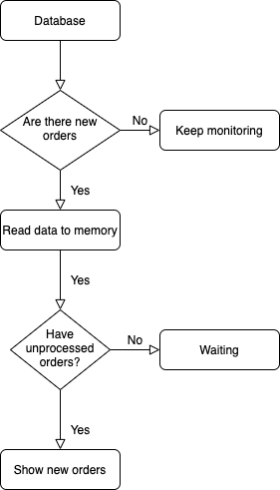 Database
Are there new
orders
No
Keep monitoring
Yes
Read data to memory
Yes
Have
unprocessed
orders?
No
Waiting
Yes
Show new orders